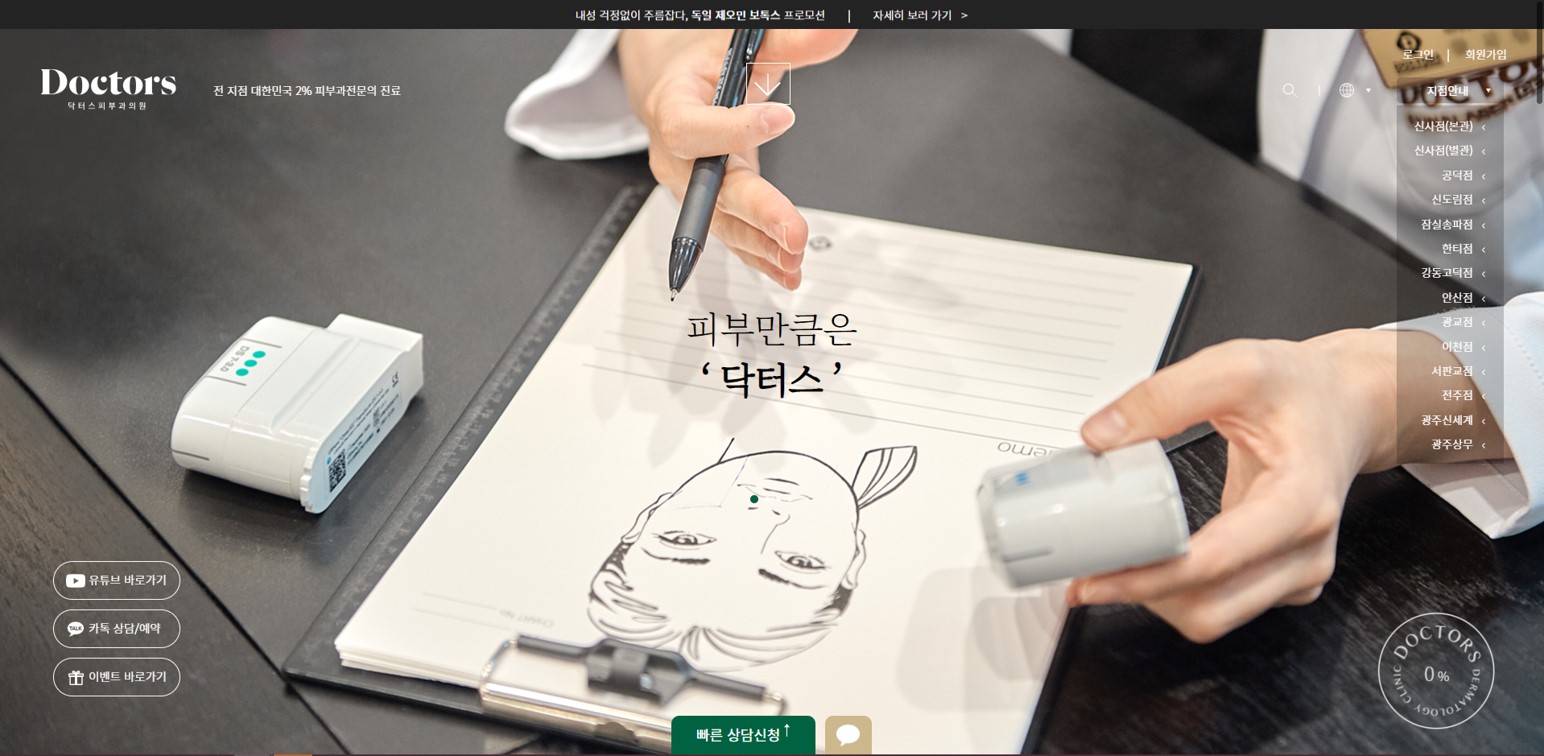 내성 걱정없이 주름잡다, 독일 제오민 보톡스 프로모션 | 자세히 보러 가기 >
로그인 | 회원가입
Doctors
닥터스피부과의원
전 지점 대한민국 2% 피부과전문의 진료
지점안내
신사점(본관)
신사점(별관)
공덕점
신도림점
잠실송파점
한티점
강동고덕점
안산점
광교점
이천점
서판교점
전주점
광주신세계
광주상무
피부만큼은
‘ 닥터스 ’
memo
DS 7-3.0
CHART NO.
유튜브 바로가기
TALK 카톡 상담/예약
이벤트 바로가기
DOCTORS
0 %
DERMATOLOGY CLINIC
빠른 상담신청↑